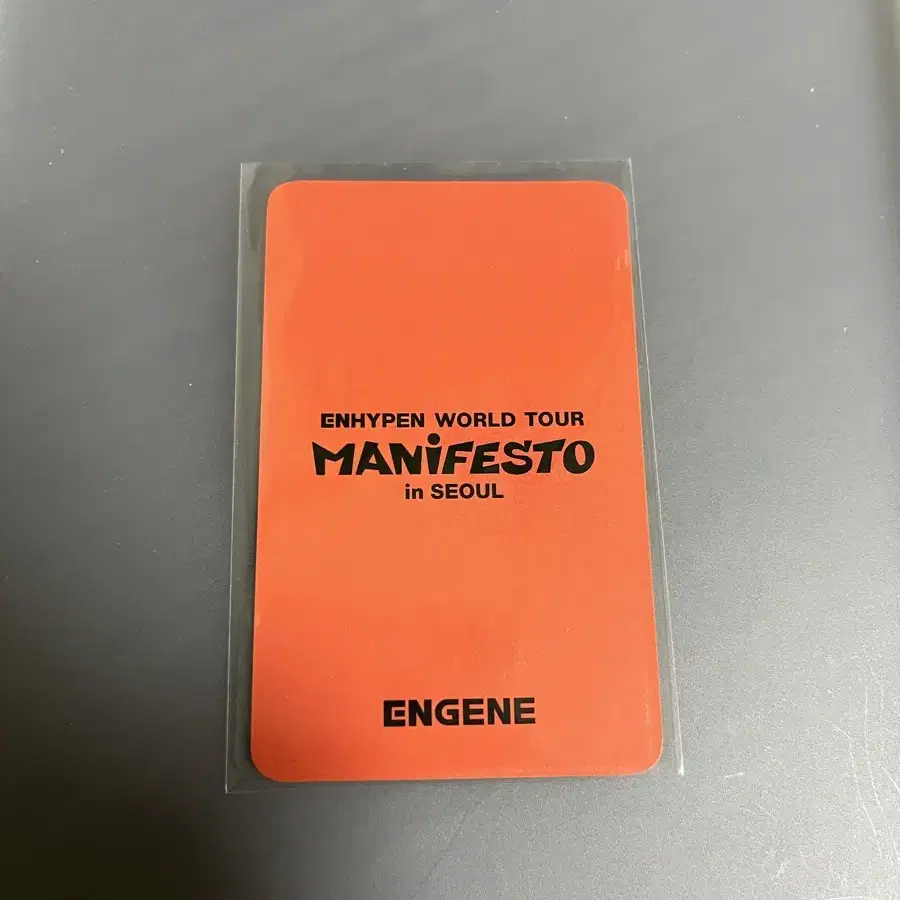 ENHYPEN WORLD TOUR
MANiFESTO
in SEOUL
ENGENE